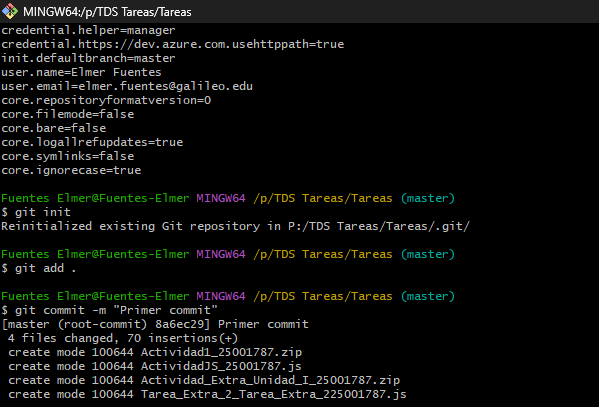 MINGW64:/p/TDS Tareas/Tareas
credential.helper=manager
credential.https://dev.azure.com.usehttppath=true
init.defaultbranch=master
user.name=Elmer Fuentes
user.email=elmer.fuentes@galileo.edu
core.repositoryformatversion=0
core.filemode=false
core.bare=false
core.logallrefupdates=true
core.symlinks=false
core.ignorecase=true
Fuentes Elmer@Fuentes-Elmer MINGW64 /p/TDS Tareas/Tareas (master)
$ git init
Reinitialized existing Git repository in P:/TDS Tareas/Tareas/.git/
Fuentes Elmer@Fuentes-Elmer MINGW64 /p/TDS Tareas/Tareas (master)
$ git add .
Fuentes Elmer@Fuentes-Elmer MINGW64 /p/TDS Tareas/Tareas (master)
$ git commit -m "Primer commit"
[master (root-commit) 8a6ec29] Primer commit
 4 files changed, 70 insertions(+)
 create mode 100644 Actividad1_25001787.zip
 create mode 100644 ActividadJS_25001787.js
 create mode 100644 Actividad_Extra_Unidad_I_25001787.zip
 create mode 100644 Tarea_Extra_2_Tarea_Extra_225001787.js